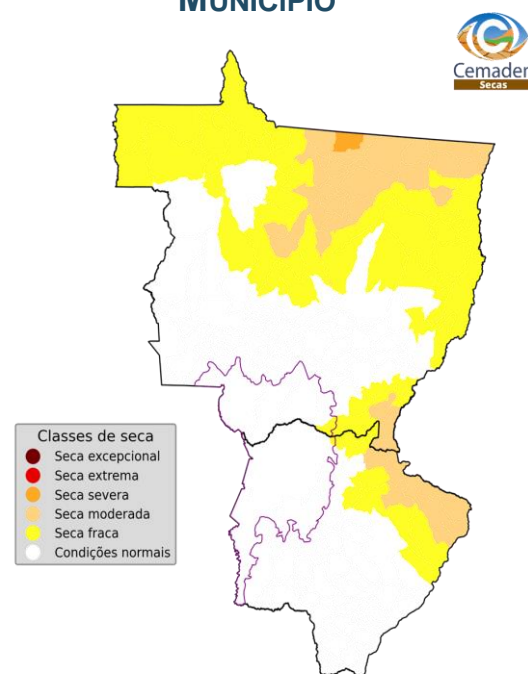 MUNICÍPIO
Cemaden
Secas
Classes de seca
Seca excepcional
Seca extrema
Seca severa
Seca moderada
Seca fraca
Condições normais